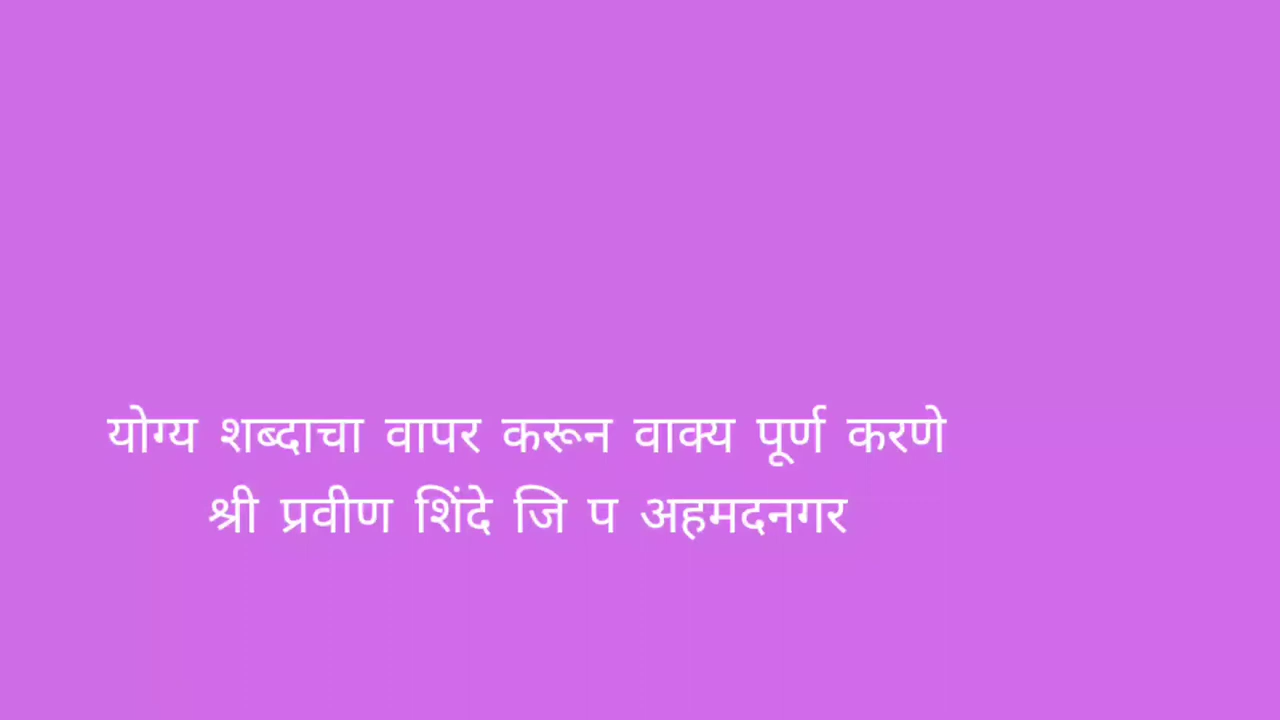 योग्य शब्दाचा वापर करून वाक्य पूर्ण करणे
श्री प्रवीण शिंदे जि प अहमदनगर